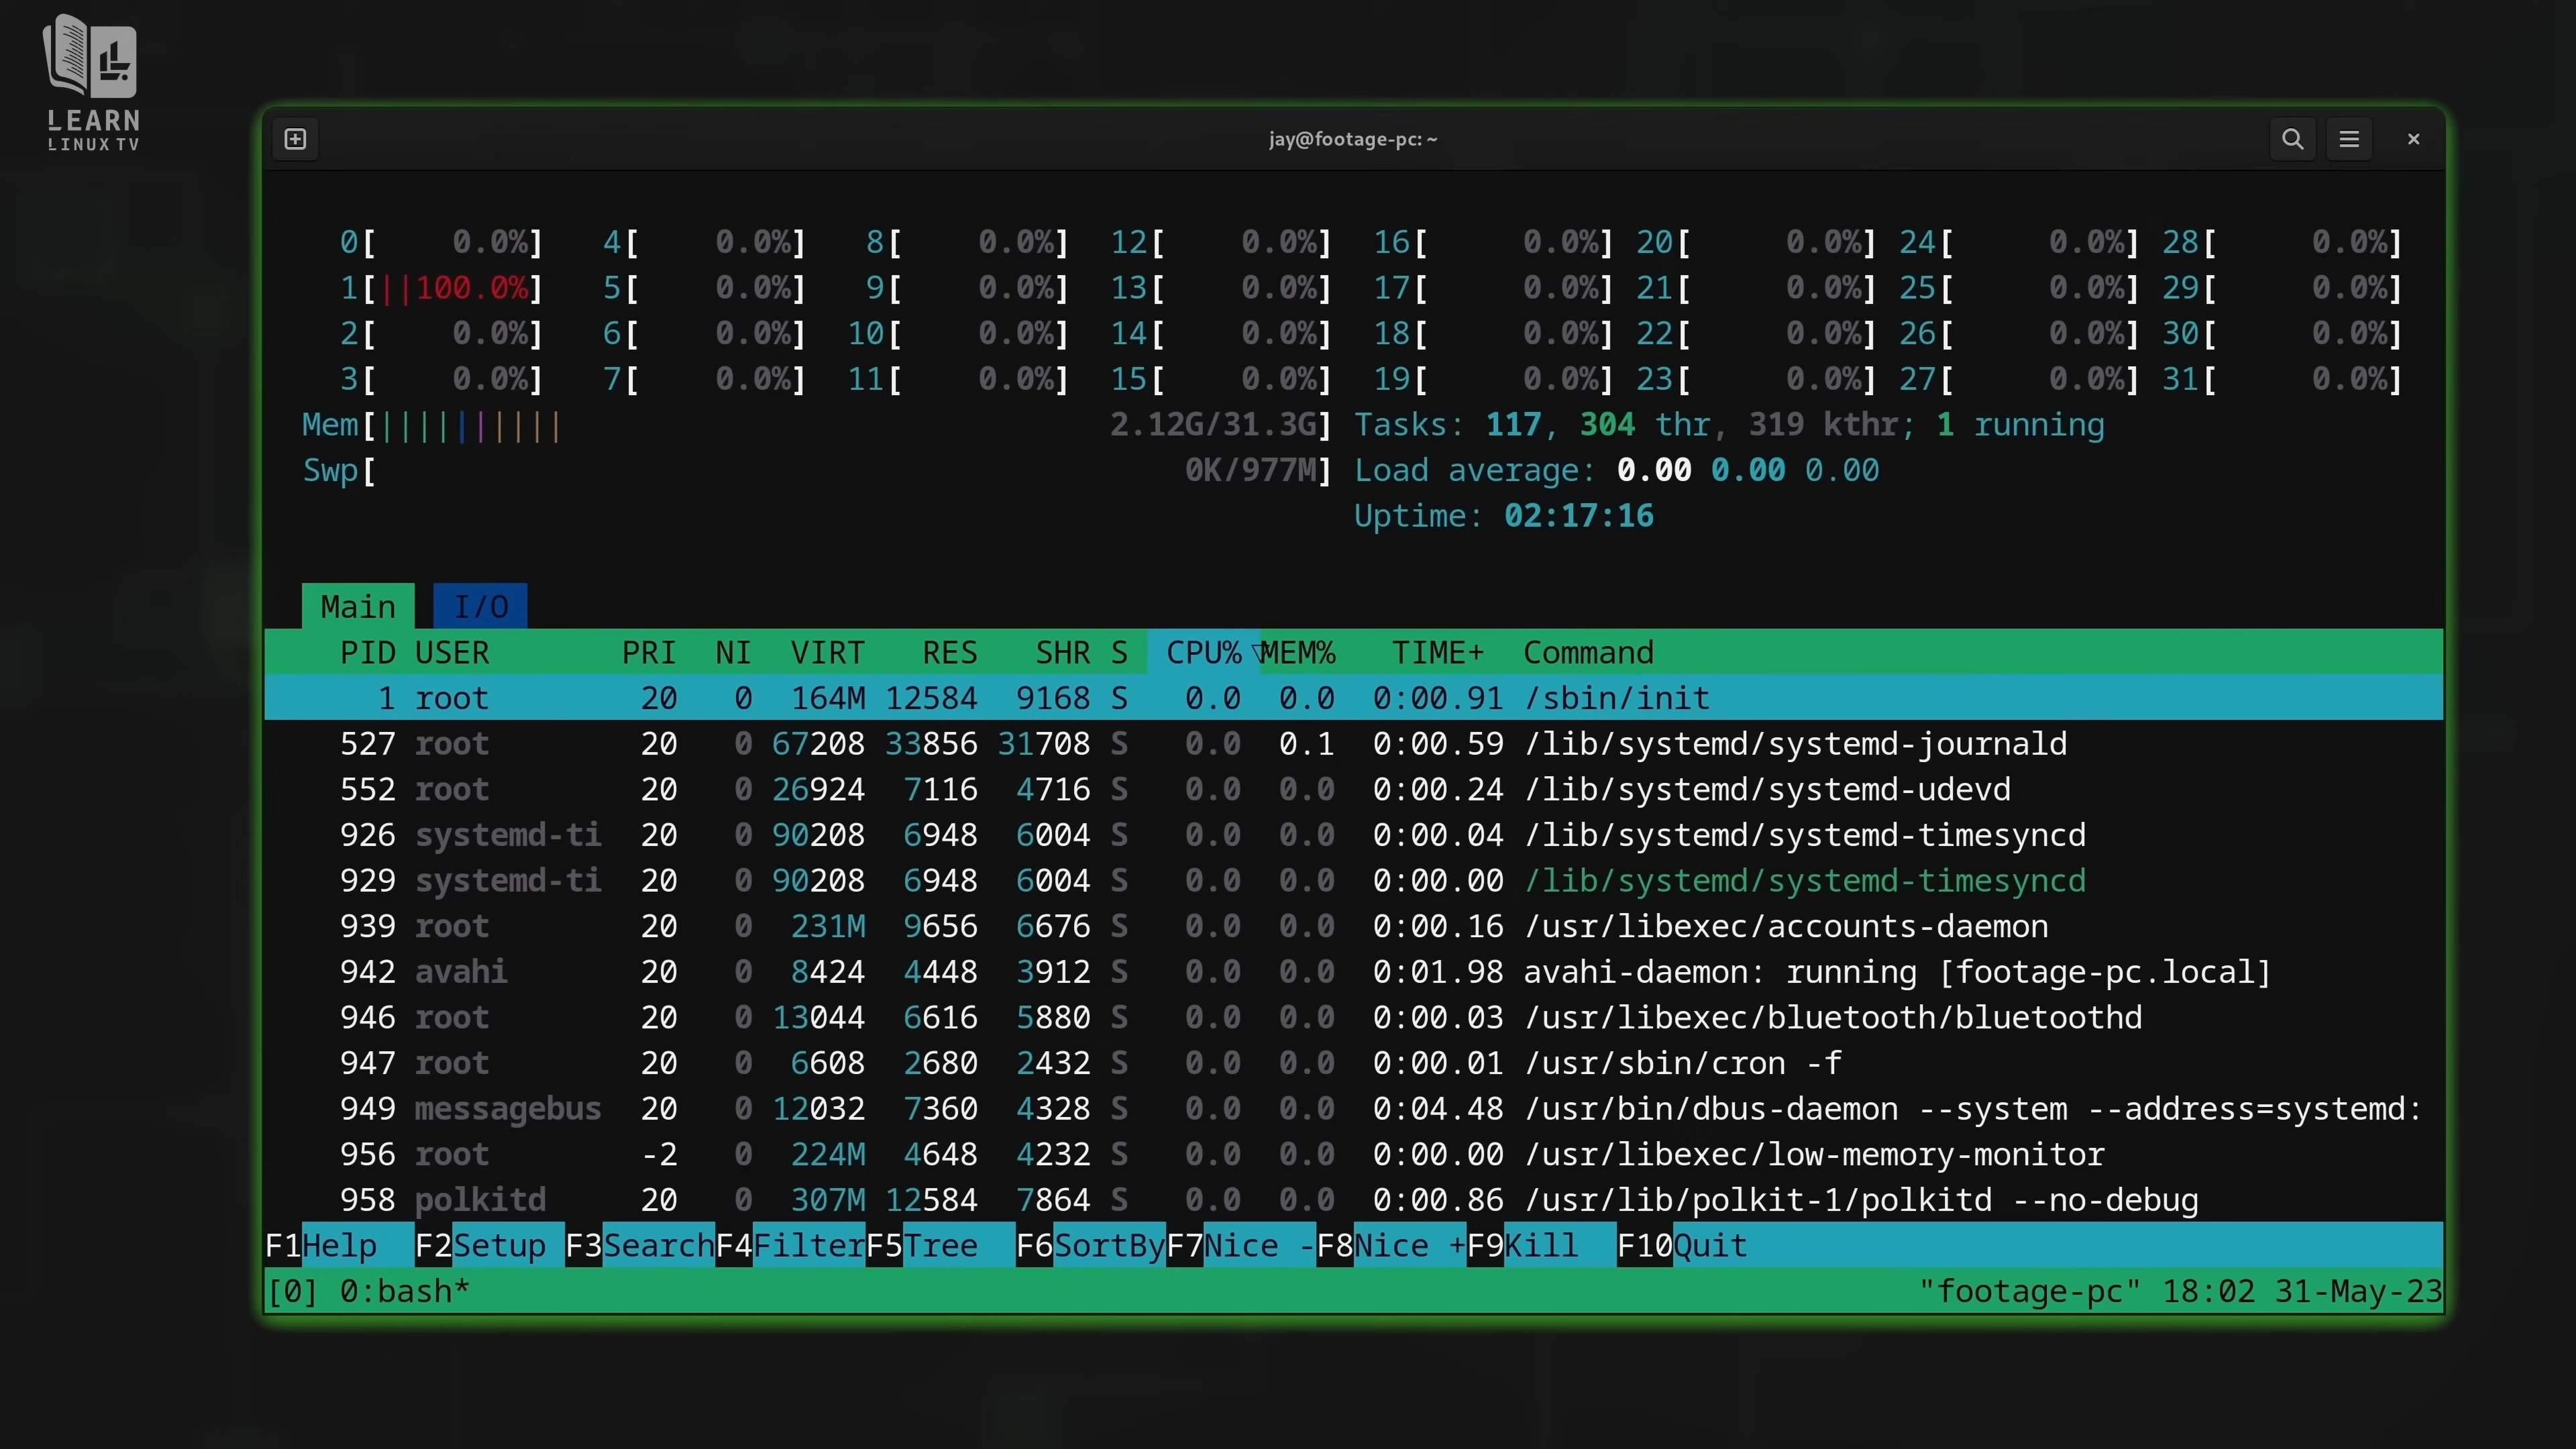 LEARN
LINUX TV
jay@footage-pc: ~
0[ 0.0%] 4[ 0.0%] 8[ 0.0%] 12[ 0.0%] 16[ 0.0%] 20[ 0.0%] 24[ 0.0%] 28[ 0.0%]
1[||100.0%] 5[ 0.0%] 9[ 0.0%] 13[ 0.0%] 17[ 0.0%] 21[ 0.0%] 25[ 0.0%] 29[ 0.0%]
2[ 0.0%] 6[ 0.0%] 10[ 0.0%] 14[ 0.0%] 18[ 0.0%] 22[ 0.0%] 26[ 0.0%] 30[ 0.0%]
3[ 0.0%] 7[ 0.0%] 11[ 0.0%] 15[ 0.0%] 19[ 0.0%] 23[ 0.0%] 27[ 0.0%] 31[ 0.0%]
Mem[|||||||||| 2.12G/31.3G] Tasks: 117, 304 thr, 319 kthr; 1 running
Swp[ 0K/977M] Load average: 0.00 0.00 0.00
Uptime: 02:17:16
Main I/O
PID USER PRI NI VIRT RES SHR S CPU%▽MEM% TIME+ Command
1 root 20 0 164M 12584 9168 S 0.0 0.0 0:00.91 /sbin/init
527 root 20 0 67208 33856 31708 S 0.0 0.1 0:00.59 /lib/systemd/systemd-journald
552 root 20 0 26924 7116 4716 S 0.0 0.0 0:00.24 /lib/systemd/systemd-udevd
926 systemd-ti 20 0 90208 6948 6004 S 0.0 0.0 0:00.04 /lib/systemd/systemd-timesyncd
929 systemd-ti 20 0 90208 6948 6004 S 0.0 0.0 0:00.00 /lib/systemd/systemd-timesyncd
939 root 20 0 231M 9656 6676 S 0.0 0.0 0:00.16 /usr/libexec/accounts-daemon
942 avahi 20 0 8424 4448 3912 S 0.0 0.0 0:01.98 avahi-daemon: running [footage-pc.local]
946 root 20 0 13044 6616 5880 S 0.0 0.0 0:00.03 /usr/libexec/bluetooth/bluetoothd
947 root 20 0 6608 2680 2432 S 0.0 0.0 0:00.01 /usr/sbin/cron -f
949 messagebus 20 0 12032 7360 4328 S 0.0 0.0 0:04.48 /usr/bin/dbus-daemon --system --address=systemd:
956 root -2 0 224M 4648 4232 S 0.0 0.0 0:00.00 /usr/libexec/low-memory-monitor
958 polkitd 20 0 307M 12584 7864 S 0.0 0.0 0:00.86 /usr/lib/polkit-1/polkitd --no-debug
F1Help F2Setup F3SearchF4FilterF5Tree F6SortByF7Nice -F8Nice +F9Kill F10Quit
[0] 0:bash* "footage-pc" 18:02 31-May-23